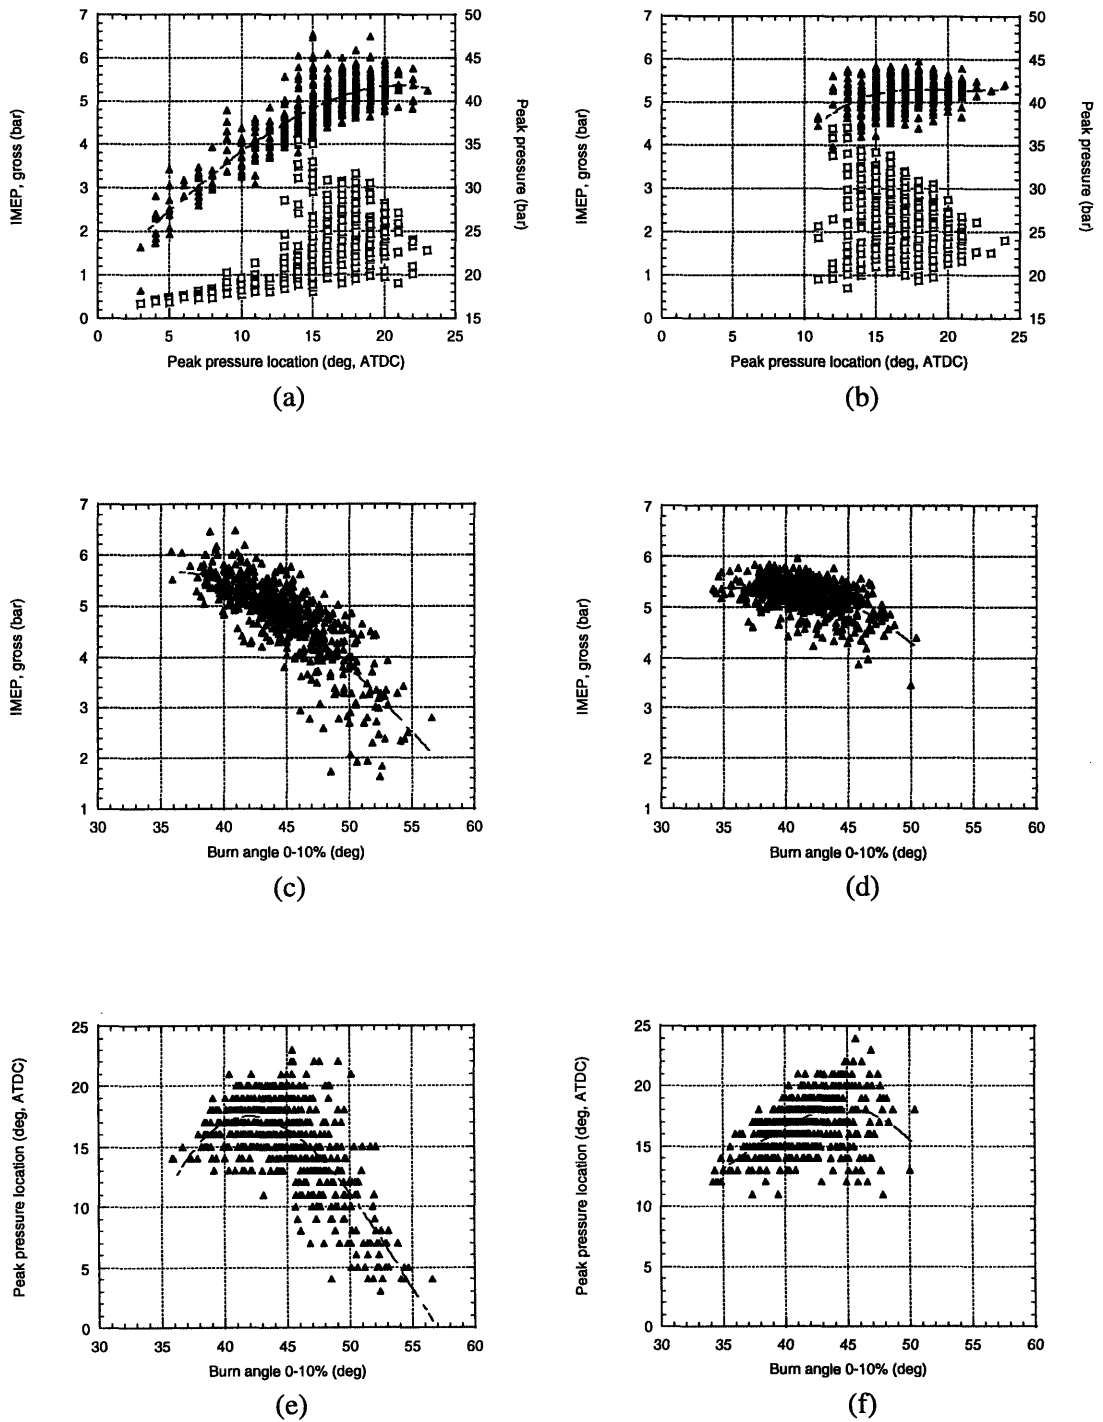 7 6 5 4 3 2 1 0
IMEP, gross (bar)
50 45 40 35 30 25 20 15
Peak pressure (bar)
0 5 10 15 20 25
Peak pressure location (deg, ATDC)
(a)
7 6 5 4 3 2 1 0
IMEP, gross (bar)
50 45 40 35 30 25 20 15
Peak pressure (bar)
0 5 10 15 20 25
Peak pressure location (deg, ATDC)
(b)
7 6 5 4 3 2 1
IMEP, gross (bar)
30 35 40 45 50 55 60
Burn angle 0-10% (deg)
(c)
7 6 5 4 3 2 1
IMEP, gross (bar)
30 35 40 45 50 55 60
Burn angle 0-10% (deg)
(d)
25 20 15 10 5 0
Peak pressure location (deg, ATDC)
30 35 40 45 50 55 60
Burn angle 0-10% (deg)
(e)
25 20 15 10 5 0
Peak pressure location (deg, ATDC)
30 35 40 45 50 55 60
Burn angle 0-10% (deg)
(f)